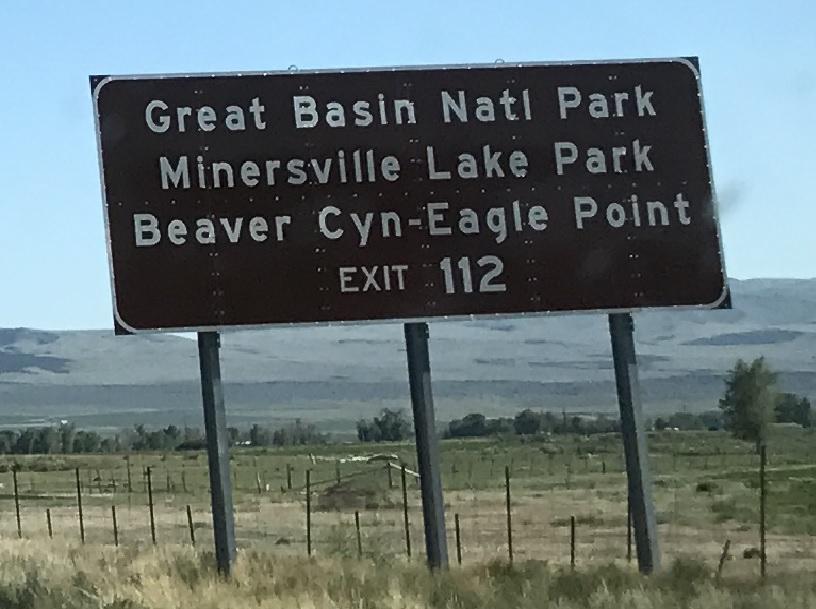 Great Basin Natl Park
Minersville Lake Park
Beaver Cyn-Eagle Point
EXIT 112